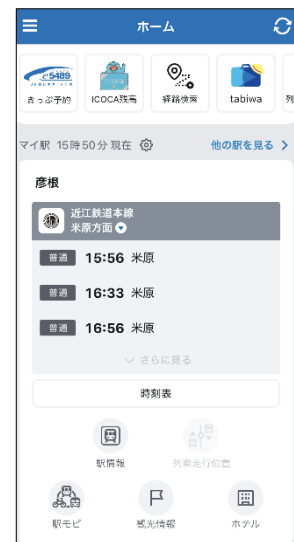 ホーム
e5489
きっぷ予約 ICOCA残高 経路検索 tabiwa 列
マイ駅 15時50分現在 他の駅を見る
彦根
近江鉄道本線
米原方面
普通 15:56 米原
普通 16:33 米原
普通 16:56 米原
さらに見る
時刻表
駅情報 列車走行位置
駅モビ 観光情報 ホテル